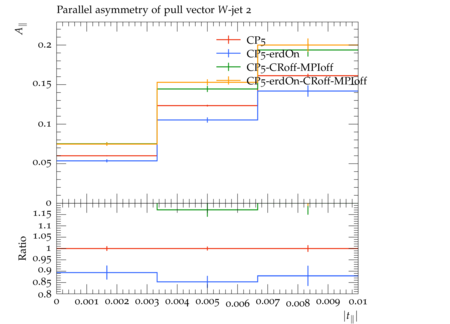 Parallel asymmetry of pull vector W-jet 2
A∥
CP5
CP5-erdOn
CP5-CRoff-MPIoff
CP5-erdOn-CRoff-MPIoff
0.2
0.15
0.1
0.05
0
Ratio
1.15
1.1
1.05
1
0.95
0.9
0.85
0.8
0 0.001 0.002 0.003 0.004 0.005 0.006 0.007 0.008 0.009 0.01
|t∥|